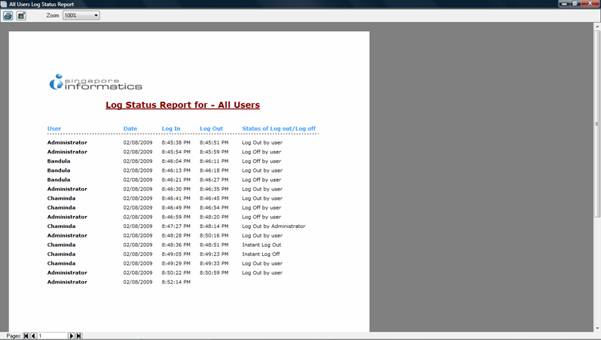 All Users Log Status Report
Zoom 100%
singapore
informatics
Log Status Report for - All Users
User Date Log In Log Out Status of Log out/Log off
Administrator 02/08/2009 8:45:38 PM 8:45:51 PM Log Out by user
Administrator 02/08/2009 8:45:54 PM 8:45:59 PM Log Off by user
Bandula 02/08/2009 8:46:04 PM 8:46:11 PM Log Off by user
Bandula 02/08/2009 8:46:13 PM 8:46:18 PM Log Out by user
Bandula 02/08/2009 8:46:21 PM 8:46:27 PM Log Off by user
Administrator 02/08/2009 8:46:30 PM 8:46:35 PM Log Out by user
Chaminda 02/08/2009 8:46:41 PM 8:46:45 PM Log Out by user
Chaminda 02/08/2009 8:46:49 PM 8:46:54 PM Log Off by user
Administrator 02/08/2009 8:46:59 PM 8:48:20 PM Log Off by user
Chaminda 02/08/2009 8:47:27 PM 8:48:14 PM Log Out by Administrator
Administrator 02/08/2009 8:48:28 PM 8:50:16 PM Log Out by user
Chaminda 02/08/2009 8:48:36 PM 8:48:51 PM Instant Log Out
Chaminda 02/08/2009 8:49:05 PM 8:49:23 PM Instant Log Off
Chaminda 02/08/2009 8:49:29 PM 8:49:33 PM Log Out by user
Administrator 02/08/2009 8:50:22 PM 8:50:59 PM Log Out by user
Administrator 02/08/2009 8:52:14 PM
Pages: 1